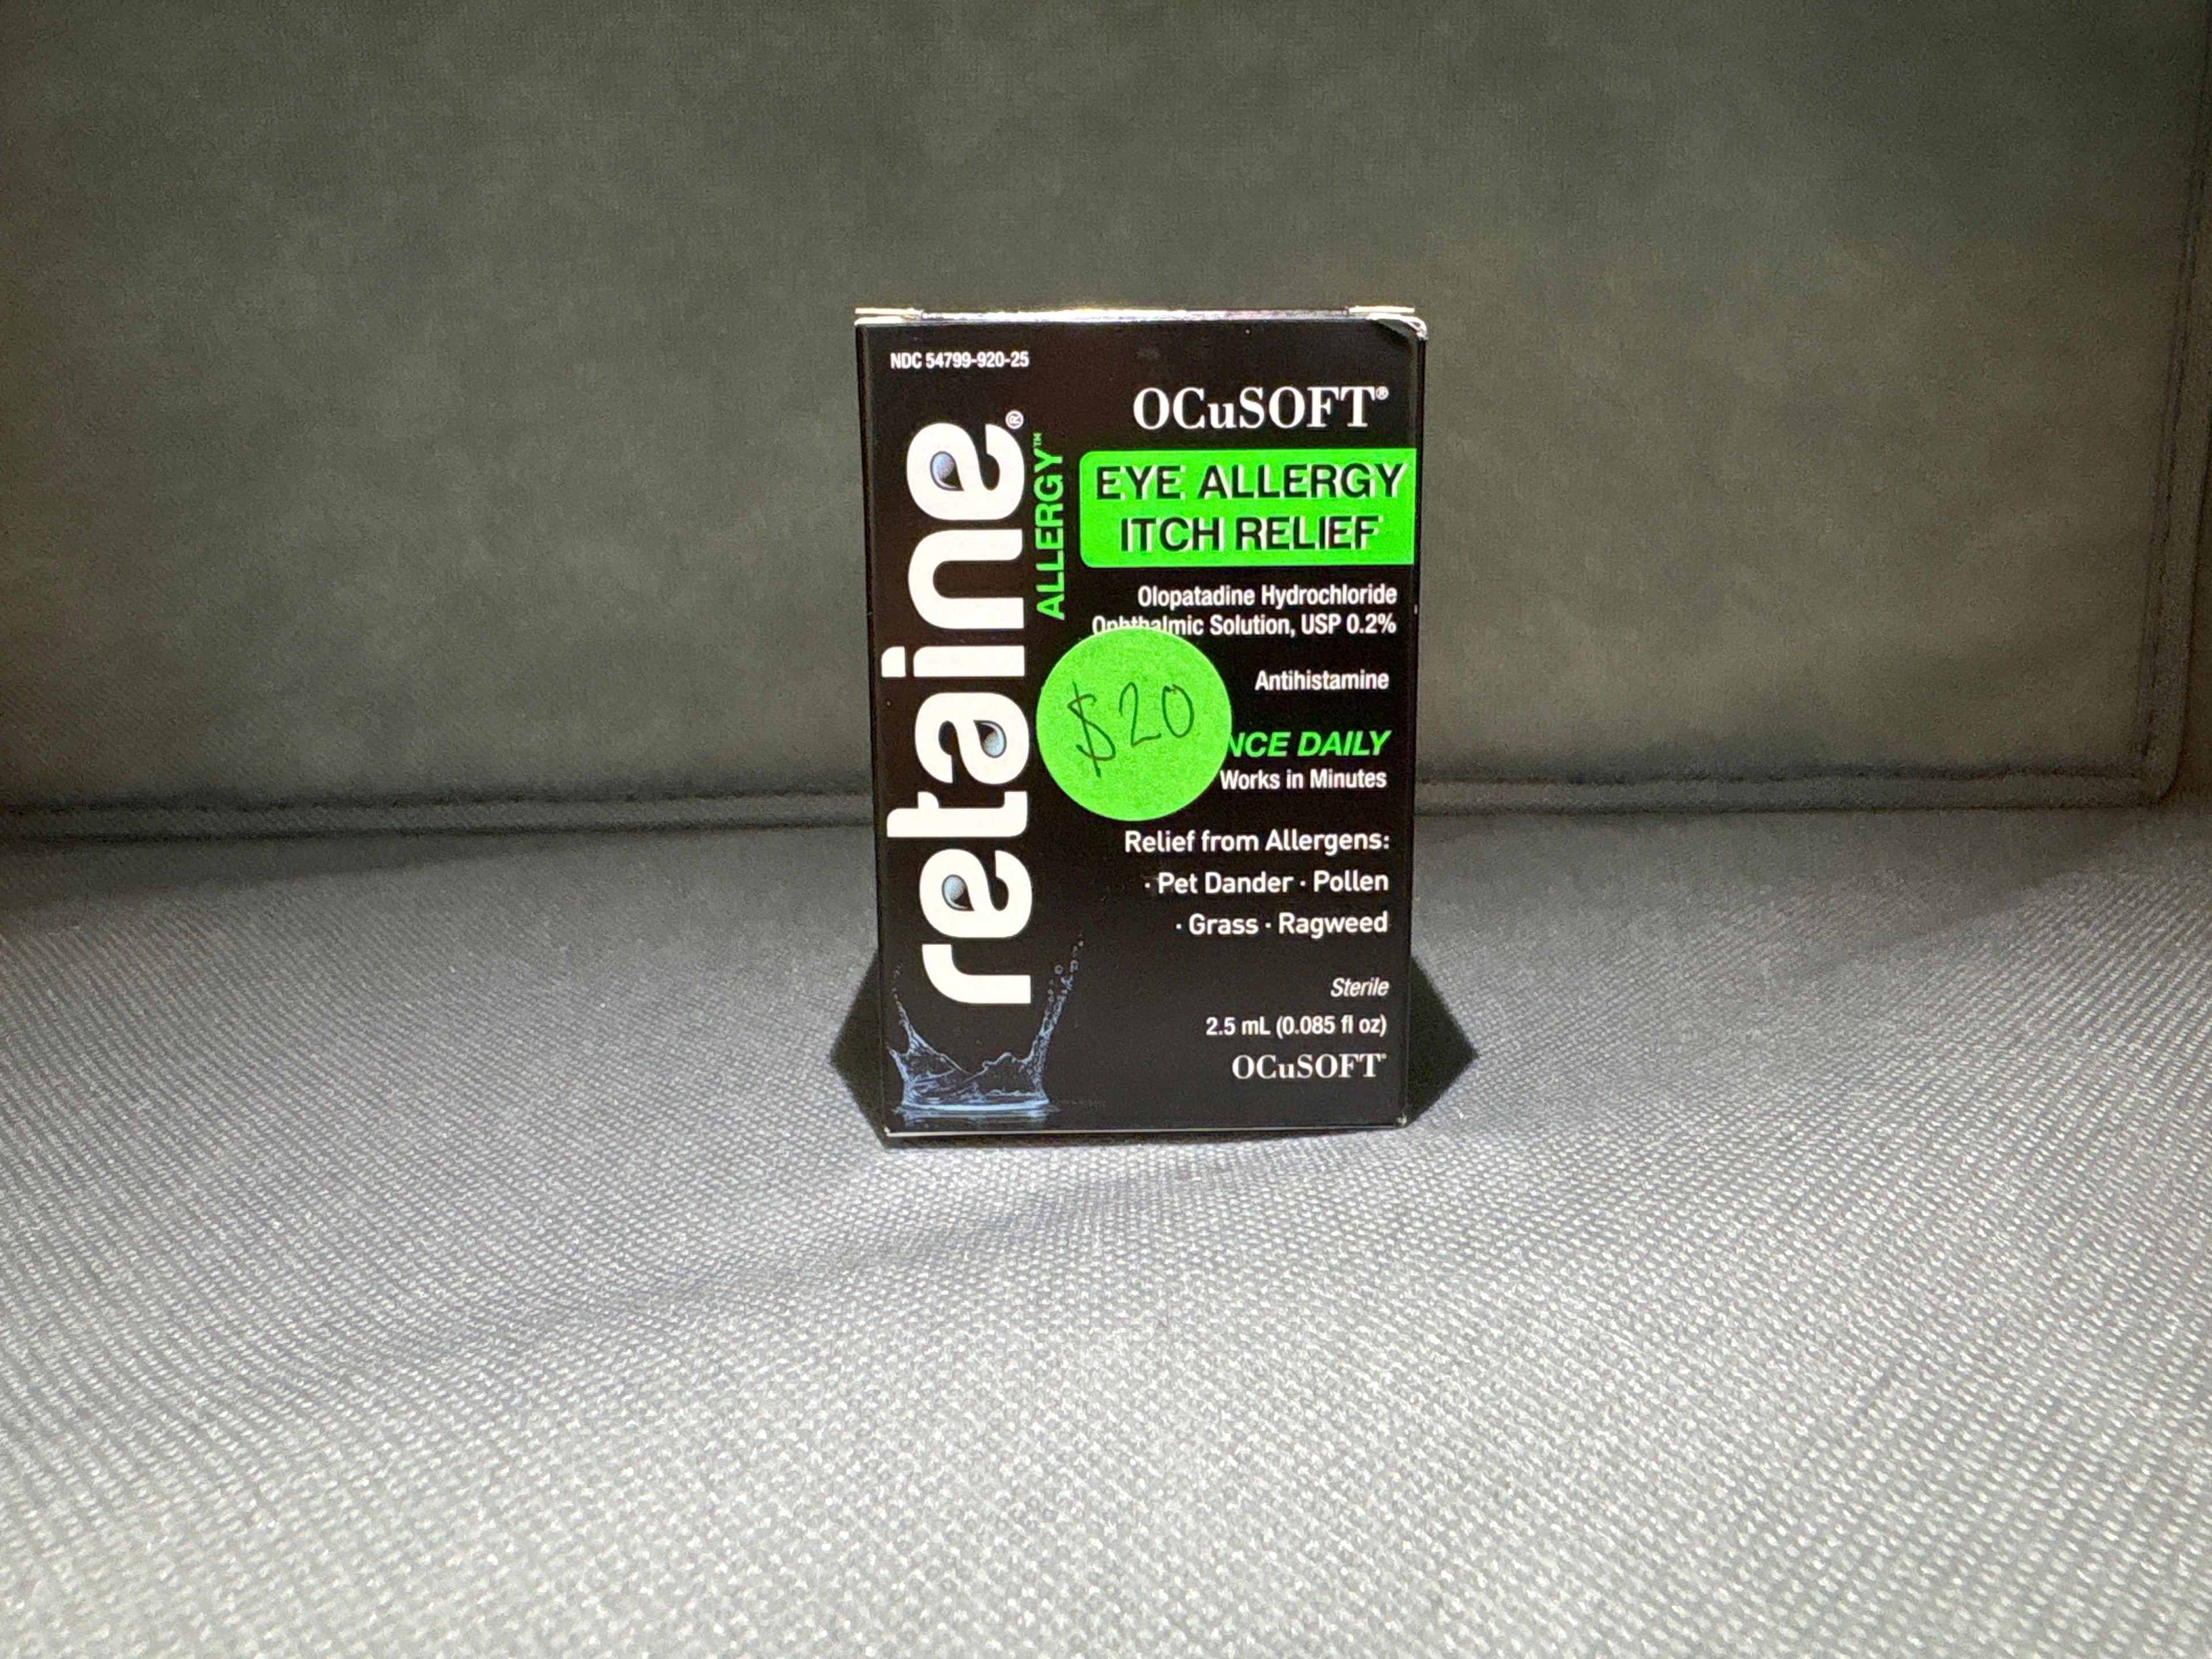 NDC 54799-920-25
retaine®
ALLERGY™
OCuSOFT®
EYE ALLERGY
ITCH RELIEF
Olopatadine Hydrochloride
Ophthalmic Solution, USP 0.2%
Antihistamine
$20
NCE DAILY
Works in Minutes
Relief from Allergens:
· Pet Dander · Pollen
· Grass · Ragweed
Sterile
2.5 mL (0.085 fl oz)
OCuSOFT®